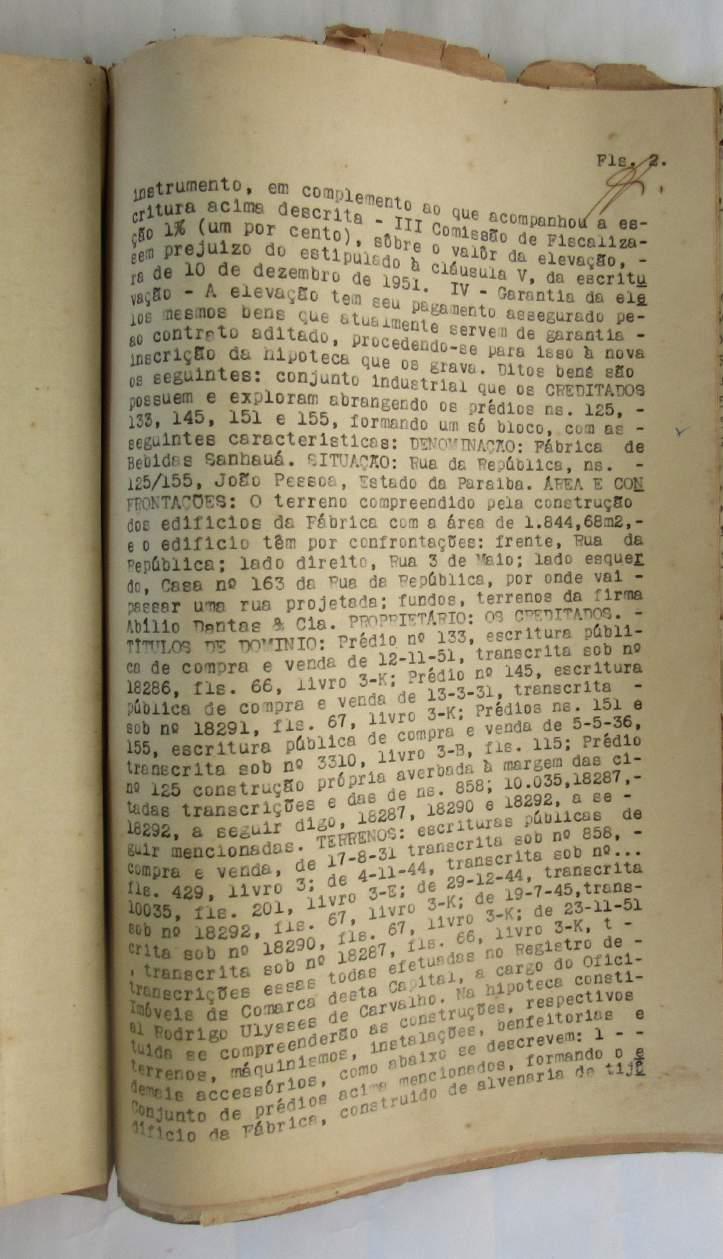 Fls. 2.
instrumento, em complemento ao que acompanhou a es-
critura acima descrita - III Comissão de Fiscaliza-
ção 1% (um por cento), sôbre o valôr da elevação, -
sem prejuizo do estipulado à cláusula V, da escritu
ra de 10 de dezembro de 1951. IV - Garantia da ele
vação - A elevação tem seu pagamento assegurado pe-
los mesmos bens que atualmente servem de garantia -
ao contrato aditado, procedendo-se para isso à nova
inscrição da hipoteca que os grava. Ditos bens são
os seguintes: conjunto industrial que os CREDITADOS
possuem e exploram abrangendo os prédios ns. 125, -
133, 145, 151 e 155, formando um só bloco, com as -
seguintes caracteristicas: DENOMINAÇÃO: Fábrica de
Bebidas Sanhauá. SITUAÇÃO: Rua da República, ns. -
125/155, João Pessoa, Estado da Paraiba. ÁREA E CON
FRONTAÇÕES: O terreno compreendido pela construção
dos edificios da Fábrica com a área de 1.844,68m2,-
e o edificio têm por confrontações: frente, Rua da
República; lado direito, Rua 3 de Maio; lado esquer
do, Casa nº 163 da Rua da República, por onde vai -
passar uma rua projetada; fundos, terrenos da firma
Abílio Dantas & Cia. PROPRIETÁRIO: OS CREDITADOS. -
TÍTULOS DE DOMINIO: Prédio nº 133, escritura públi-
ca de compra e venda de 12-11-51, transcrita sob nº
18286, fls. 66, livro 3-K; Prédio nº 145, escritura
pública de compra e venda de 13-3-31, transcrita -
sob nº 18291, fls. 67, livro 3-K; Prédios ns. 151 e
155, escritura pública de compra e venda de 5-5-36,
transcrita sob nº 3310, livro 3-B, fls. 115; Prédio
nº 125 construção própria averbada à margem das ci-
tadas transcrições e das de ns. 858; 10.035,18287,-
18292, a seguir digo, 18287, 18290 e 18292, a se -
guir mencionadas. TERRENOS: escrituras públicas de
compra e venda, de 17-8-31 transcrita sob nº 858, -
fls. 429, livro 3; de 4-11-44, transcrita sob nº...
10035, fls. 201, livro 3-E; de 29-12-44, transcrita
sob nº 18292, fls. 67, livro 3-K; de 19-7-45,trans-
crita sob nº 18290, fls. 67, livro 3-K; de 23-11-51
, transcrita sob nº 18287, fls. 66, livro 3-K, t -
transcrições essas todas efetuadas no Registro de -
Imóveis da Comarca desta Capital, a cargo do Ofici-
al Rodrigo Ulysses de Carvalho. Na hipoteca consti-
tuida se compreenderão as construções, respectivos
terrenos, máquinismos, instalações, benfeitorias e
demais accessórios, como abaixo se descrevem: 1 - -
Conjunto de prédios acima mencionados, formando o e
dificio da Fábrica, construido de alvenaria de tijo